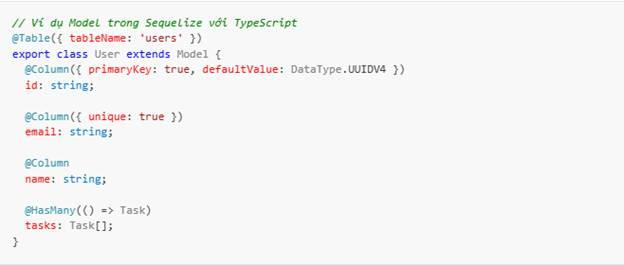 // Ví dụ Model trong Sequelize với TypeScript
@Table({ tableName: 'users' })
export class User extends Model {
  @Column({ primaryKey: true, defaultValue: DataType.UUIDV4 })
  id: string;

  @Column({ unique: true })
  email: string;

  @Column
  name: string;

  @HasMany(() => Task)
  tasks: Task[];
}